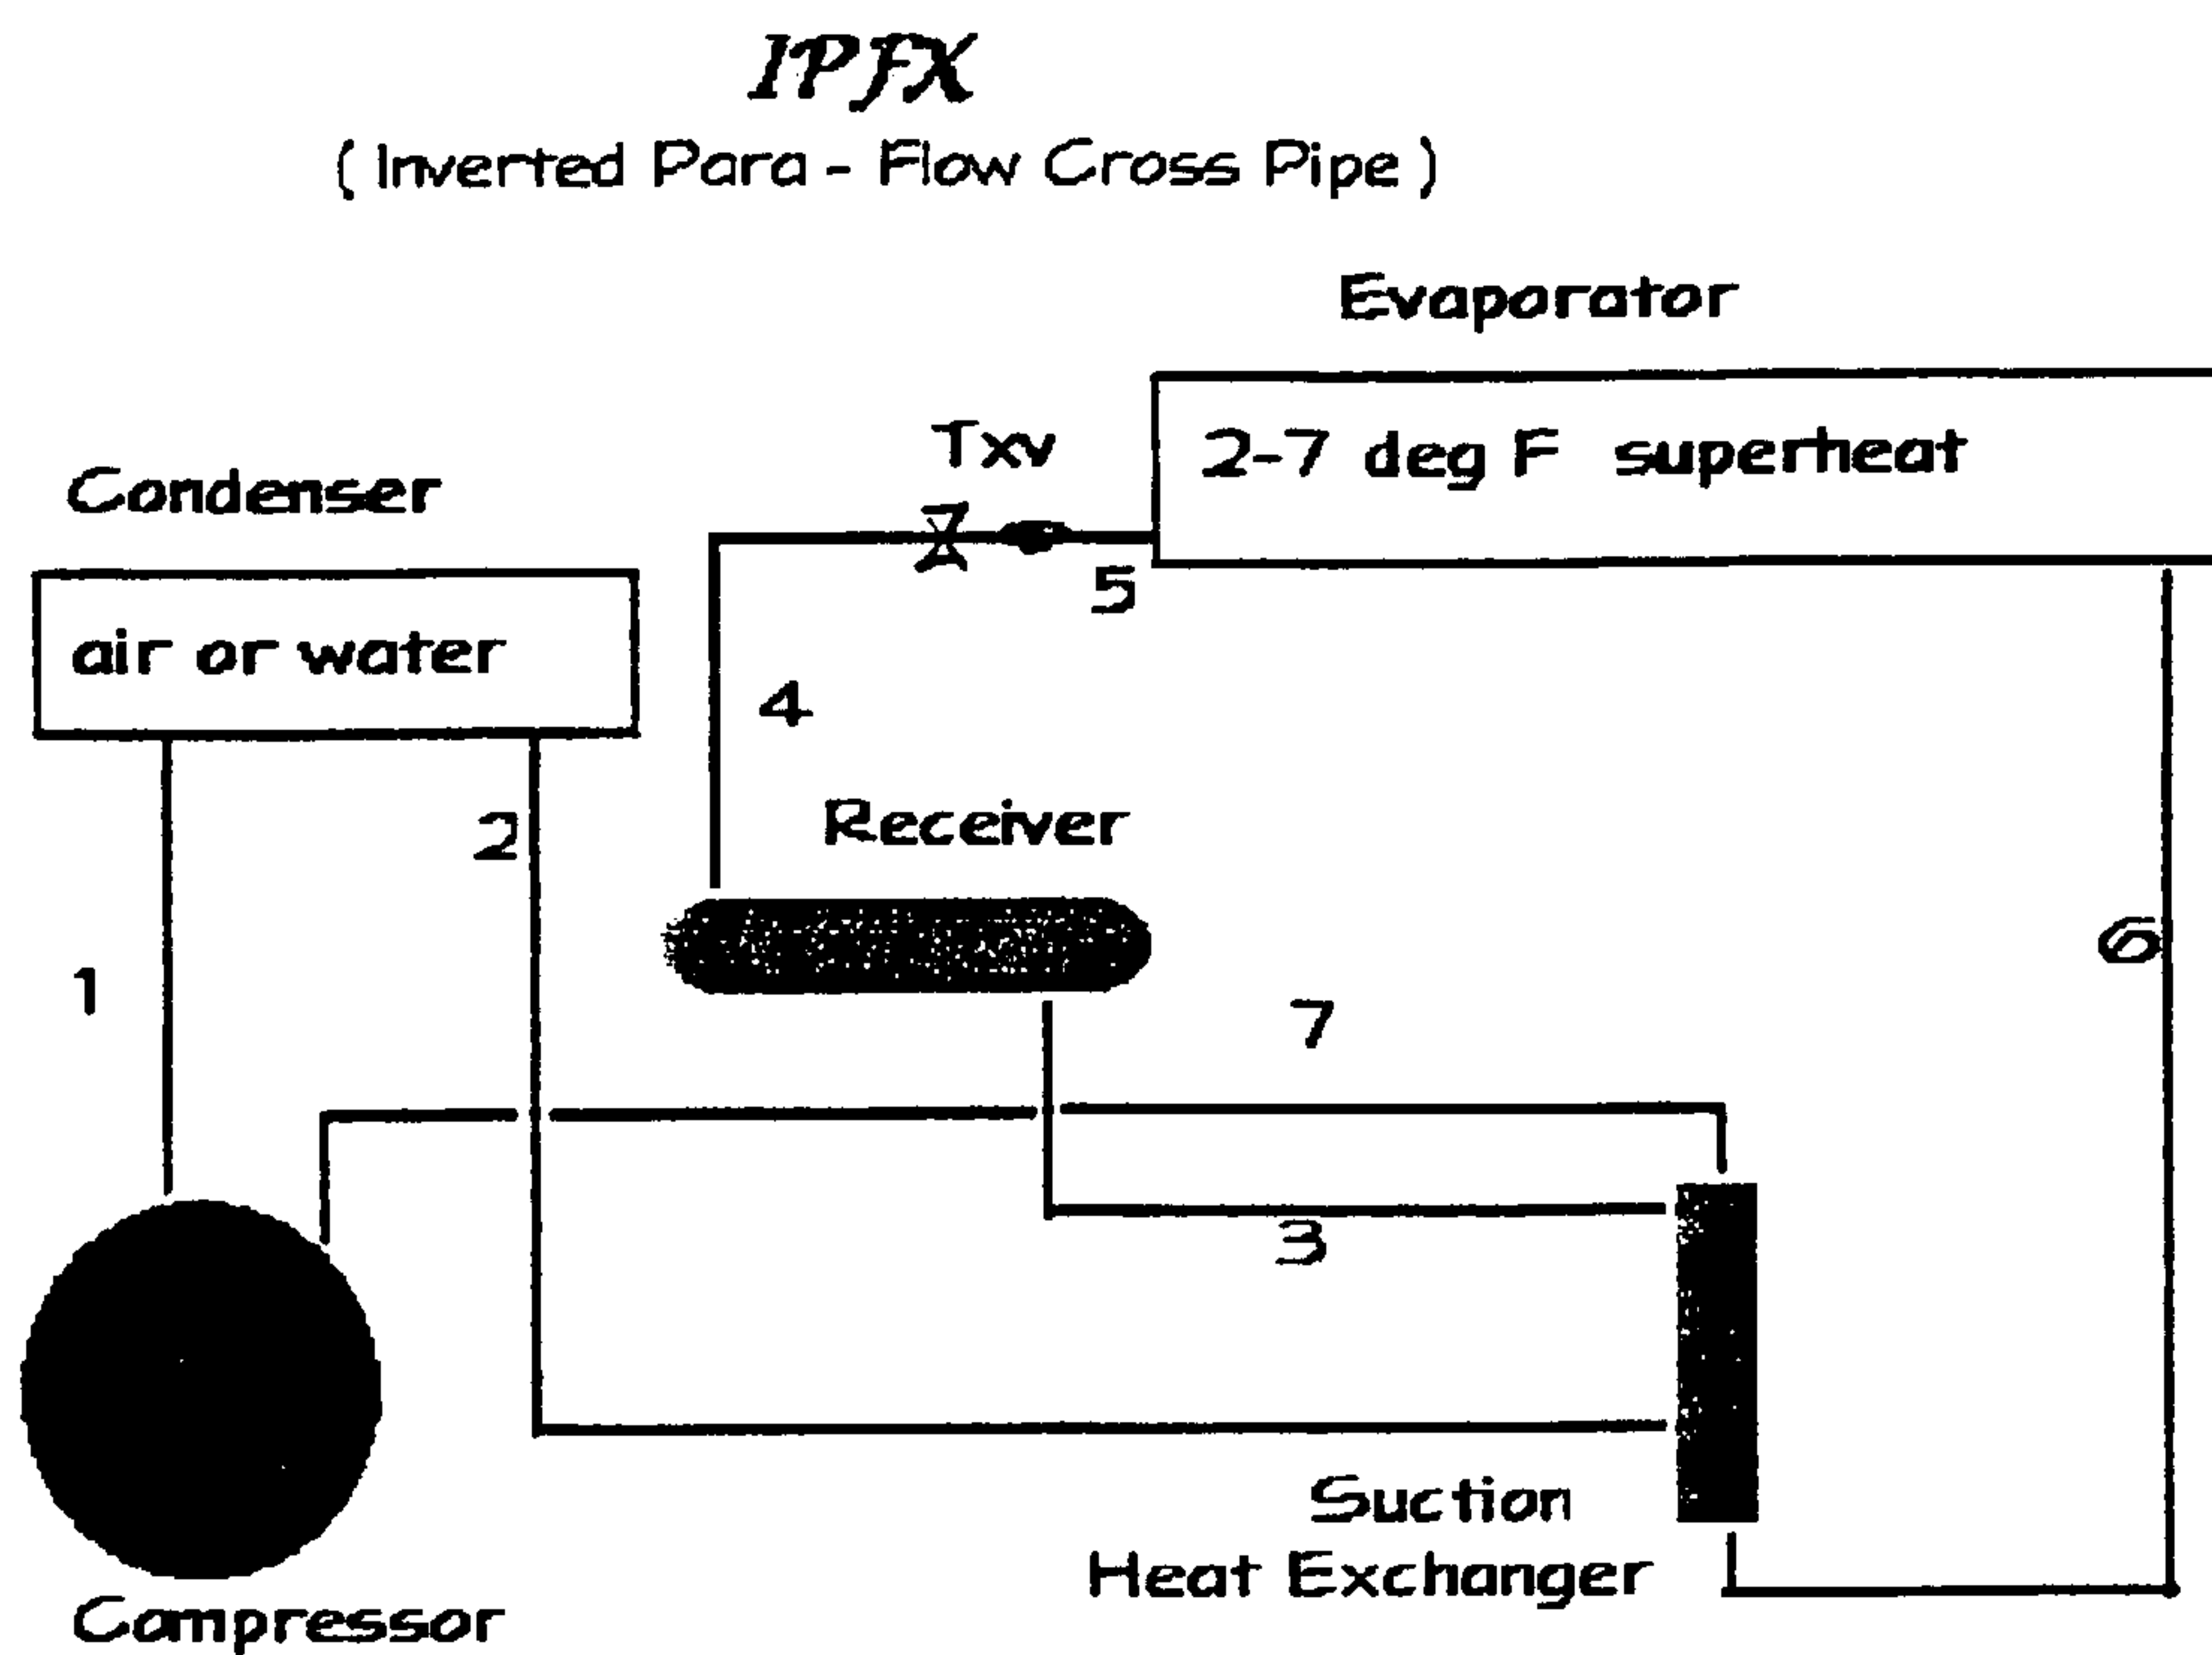 IPFX
( Inverted Para - Flow Cross Pipe )
Evaporator
Txv
2-7 deg F superheat
Condenser
5
air or water
4
2
Receiver
6
1
7
3
Suction
Heat Exchanger
Compressor